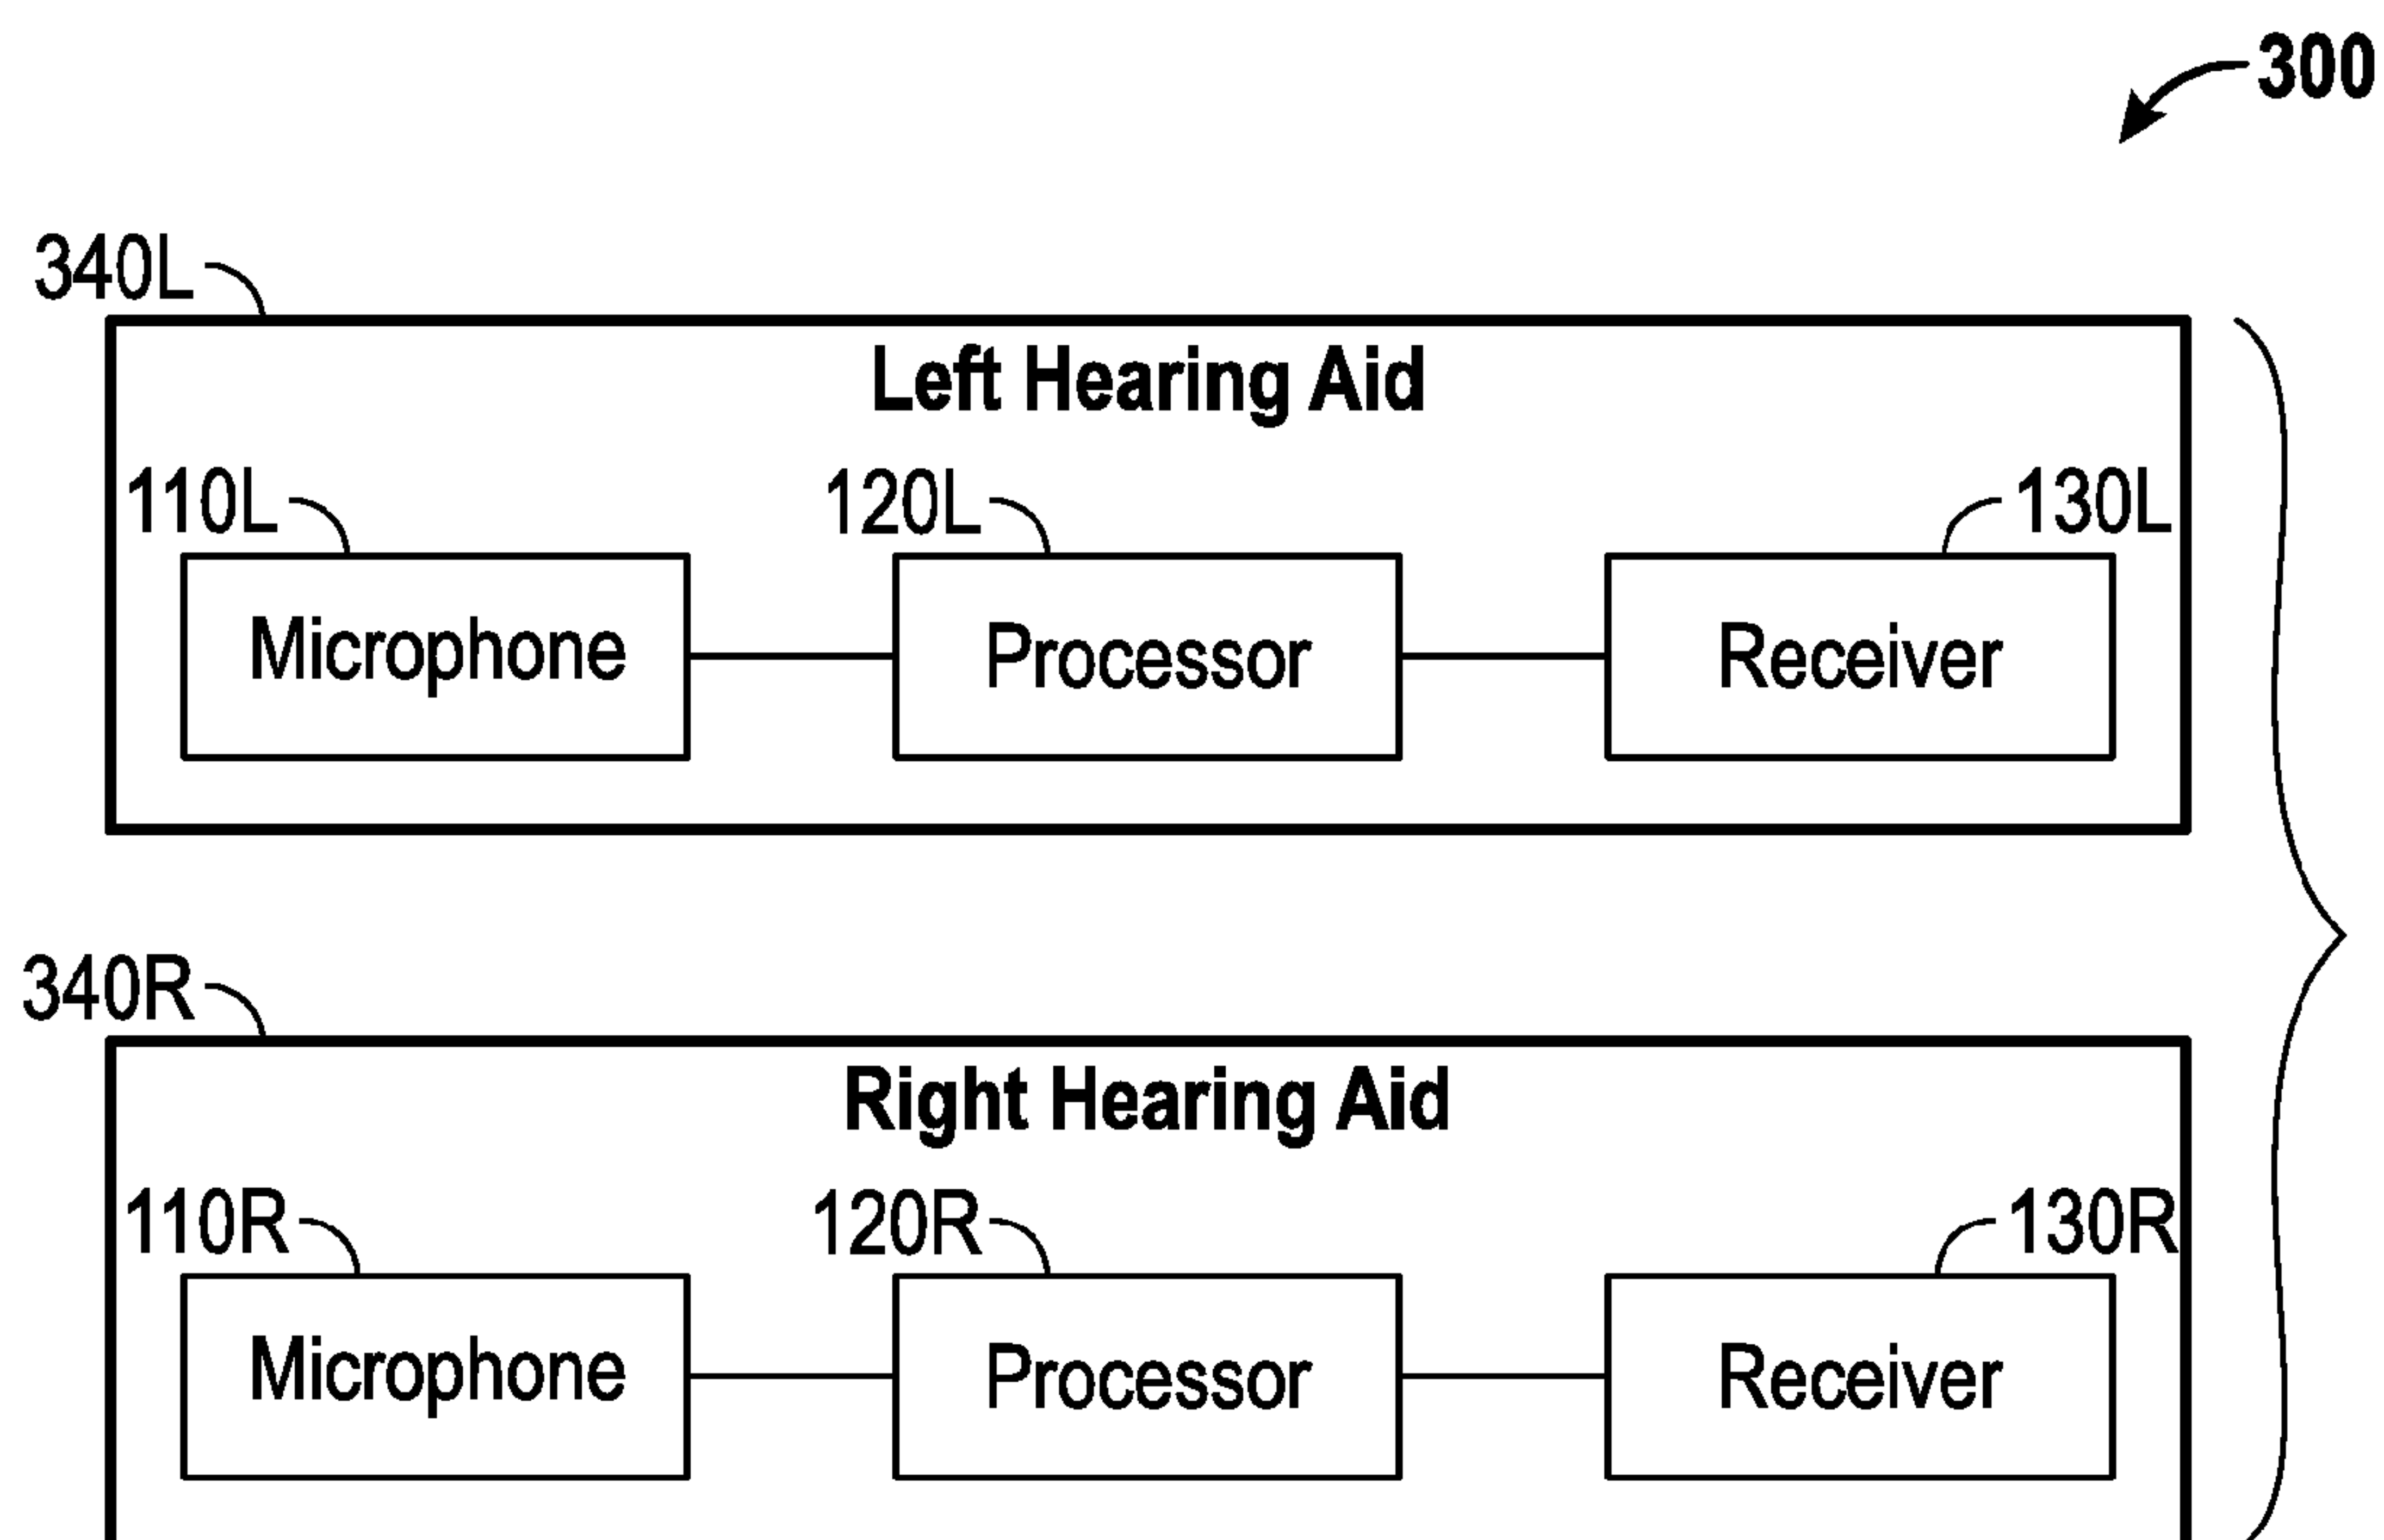 300
340L
Left Hearing Aid
110L 120L 130L
Microphone Processor Receiver
340R
Right Hearing Aid
110R 120R 130R
Microphone Processor Receiver